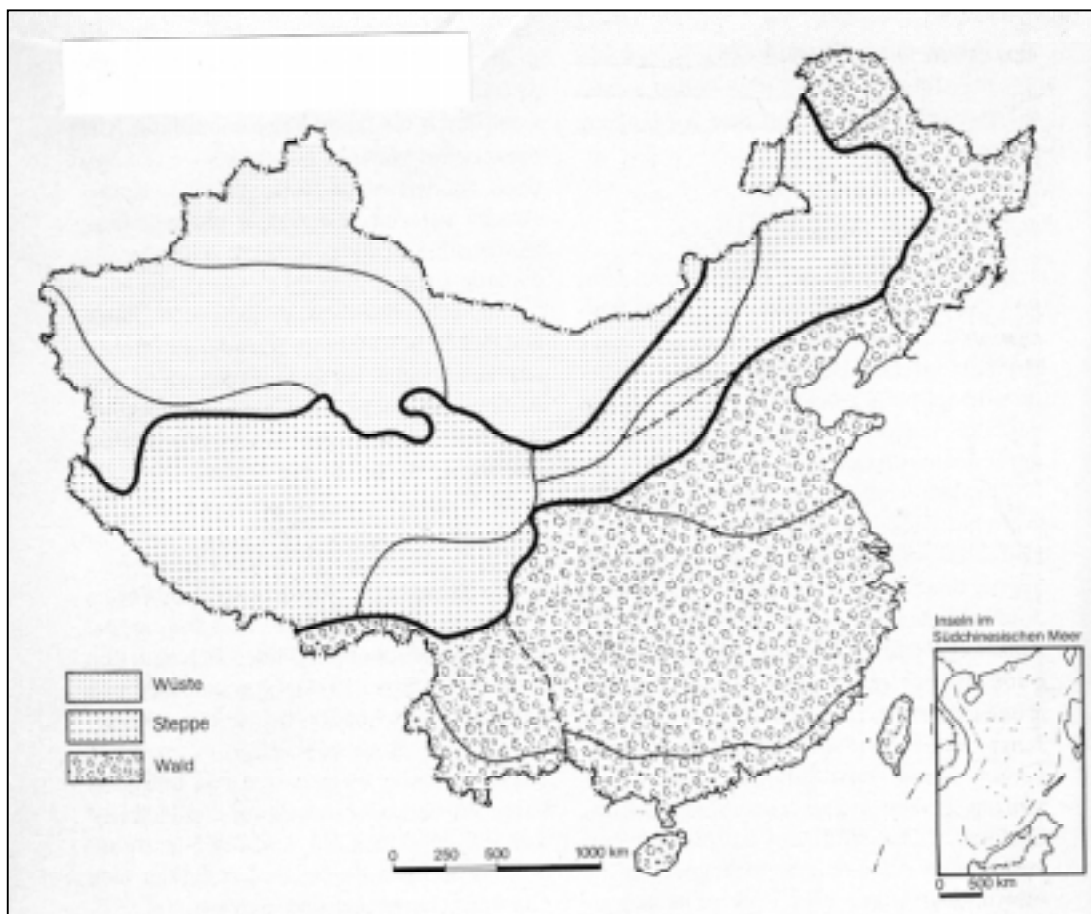 Inseln im
Südchinesischen Meer
Wüste
Steppe
Wald
0 250 500 1000 km
0 500 km